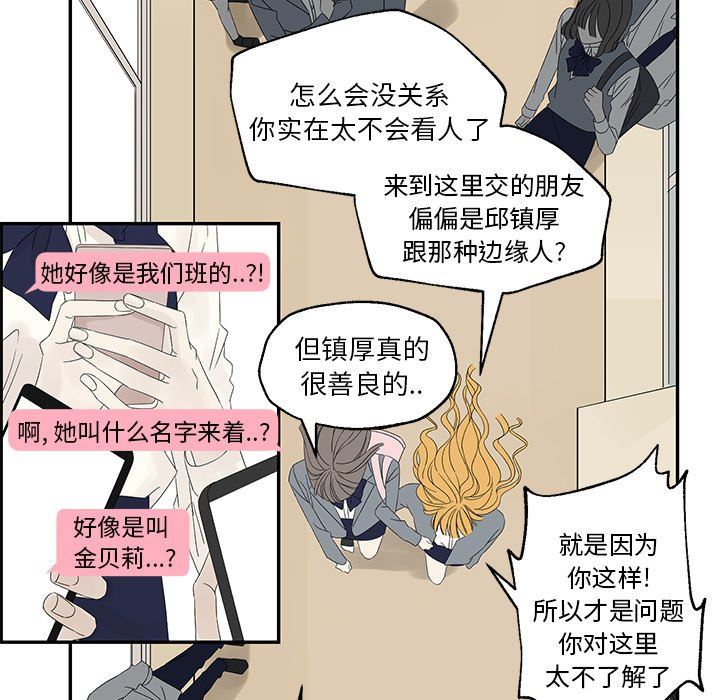 怎么会没关系
你实在太不会看人了
来到这里交的朋友
偏偏是邱镇厚
跟那种边缘人?
她好像是我们班的..?!
但镇厚真的
很善良的..
啊, 她叫什么名字来着..?
好像是叫
金贝莉...?
就是因为
你这样!
所以才是问题
你对这里
太不了解了